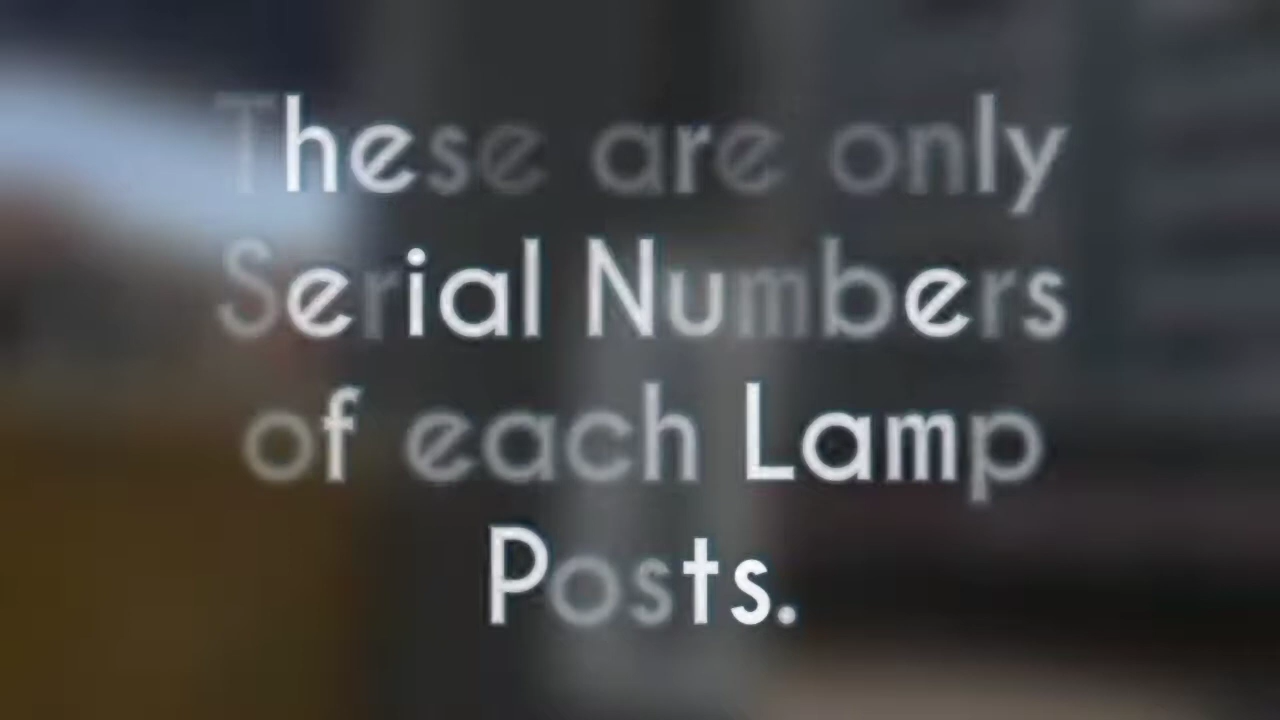 These are only
Serial Numbers
of each Lamp
Posts.